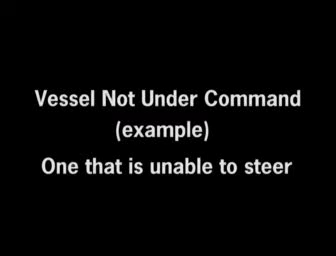 Vessel Not Under Command
(example)
One that is unable to steer